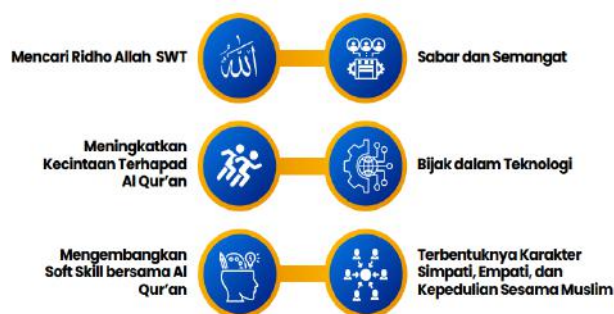 Mencari Ridho Allah SWT
الله
Sabar dan Semangat
Meningkatkan
Kecintaan Terhapad
Al Qur'an
Bijak dalam Teknologi
Mengembangkan
Soft Skill bersama Al
Qur'an
Terbentuknya Karakter
Simpati, Empati, dan
Kepedulian Sesama Muslim